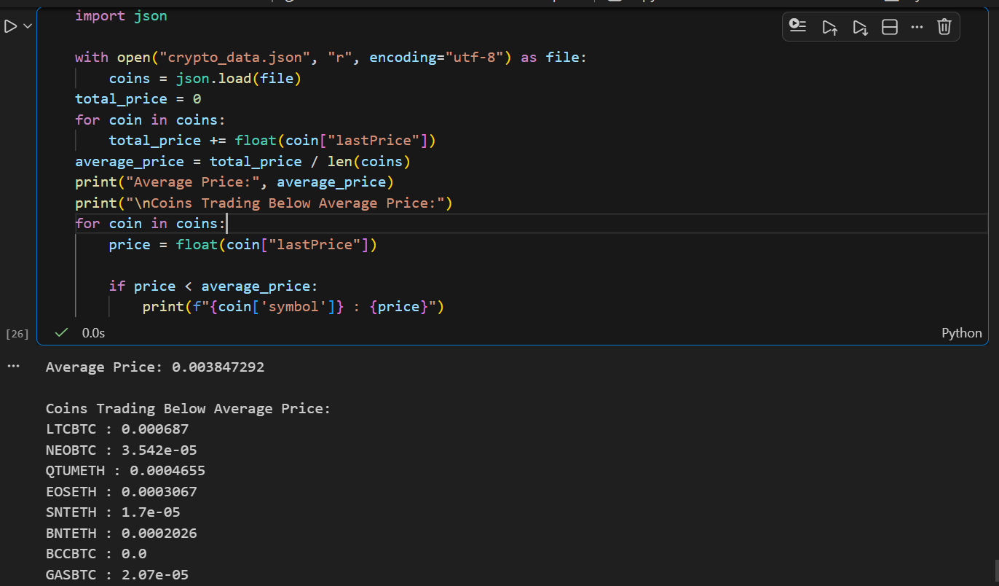 import json
with open("crypto_data.json", "r", encoding="utf-8") as file:
    coins = json.load(file)
total_price = 0
for coin in coins:
    total_price += float(coin["lastPrice"])
average_price = total_price / len(coins)
print("Average Price:", average_price)
print("\nCoins Trading Below Average Price:")
for coin in coins:
    price = float(coin["lastPrice"])
    if price < average_price:
        print(f"{coin['symbol']} : {price}")
[26] 0.0s Python
Average Price: 0.003847292
Coins Trading Below Average Price:
LTCBTC : 0.000687
NEOBTC : 3.542e-05
QTUMETH : 0.0004655
EOSETH : 0.0003067
SNTETH : 1.7e-05
BNTETH : 0.0002026
BCCBTC : 0.0
GASBTC : 2.07e-05